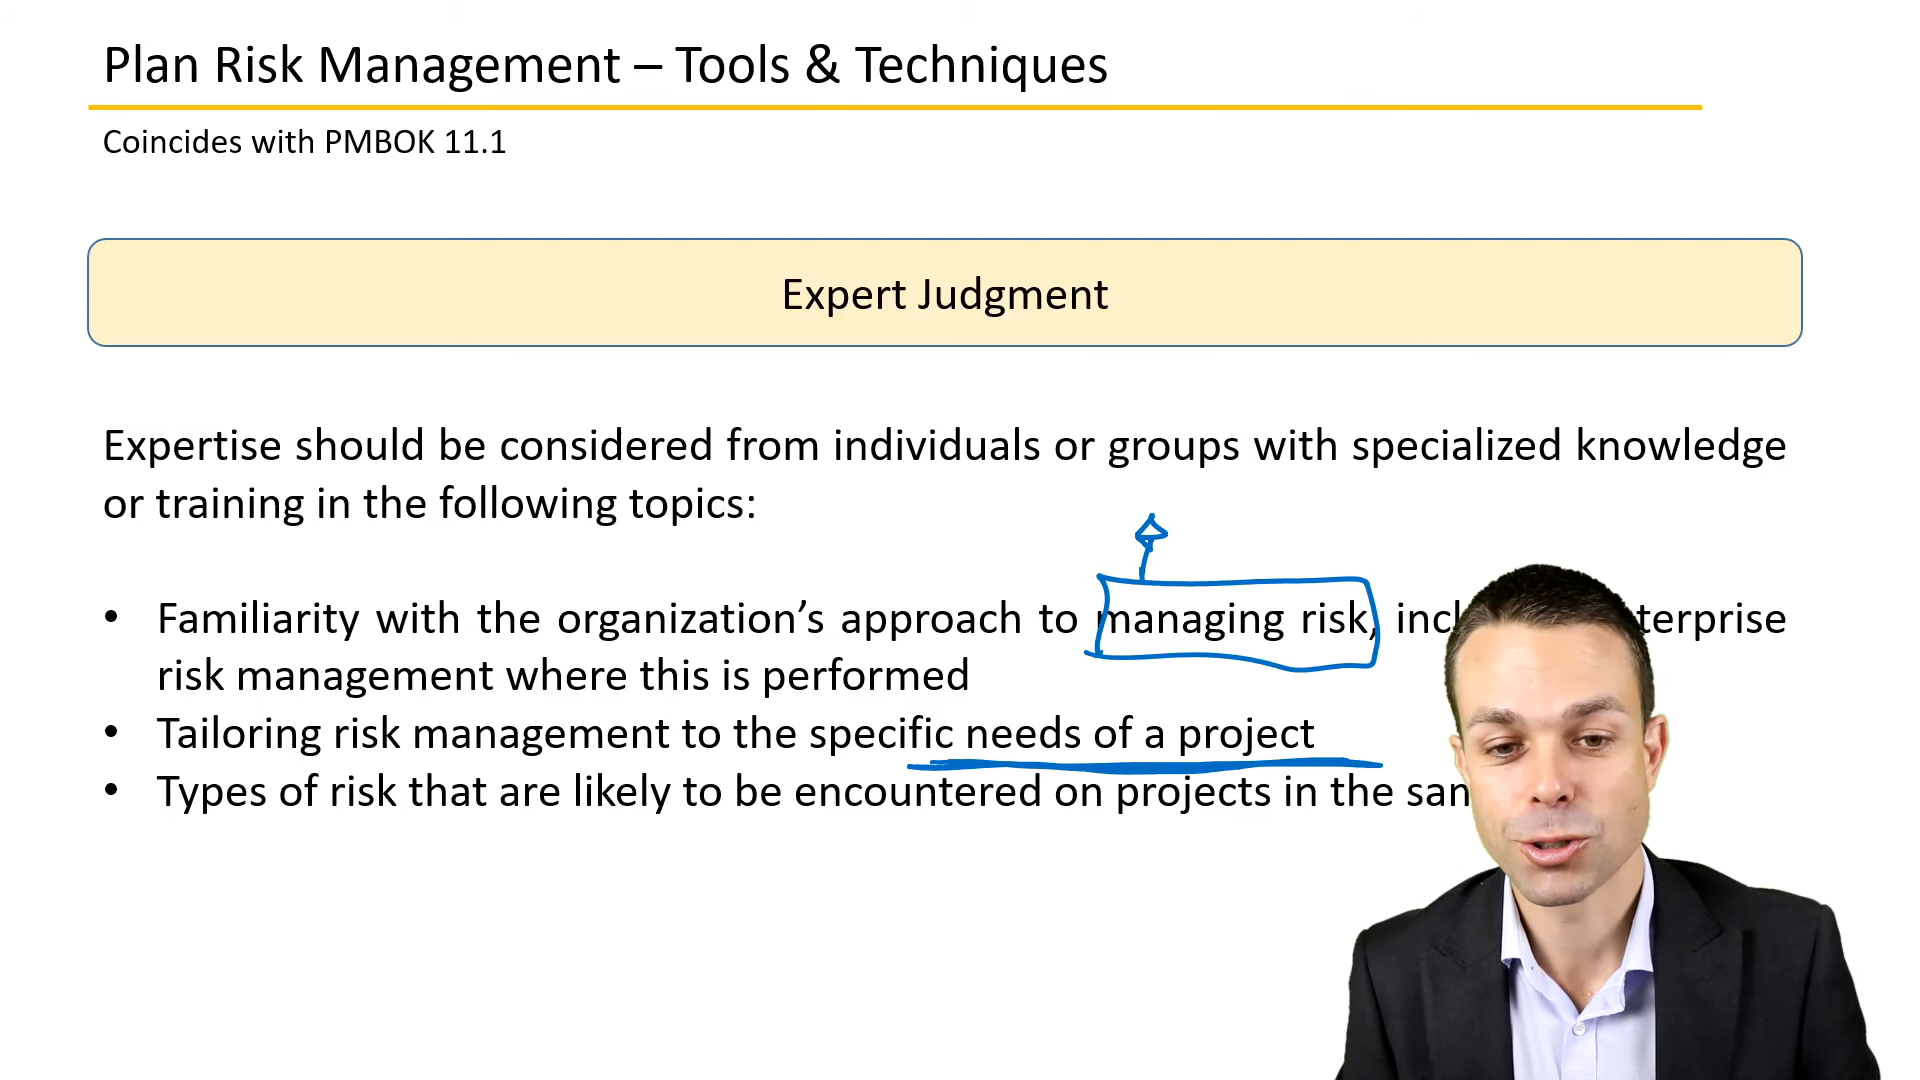 Plan Risk Management – Tools & Techniques
Coincides with PMBOK 11.1
Expert Judgment
Expertise should be considered from individuals or groups with specialized knowledge
or training in the following topics:
• Familiarity with the organization’s approach to managing risk,
risk management where this is performed
• Tailoring risk management to the specific needs of a project
• Types of risk that are likely to be encountered on projects in the